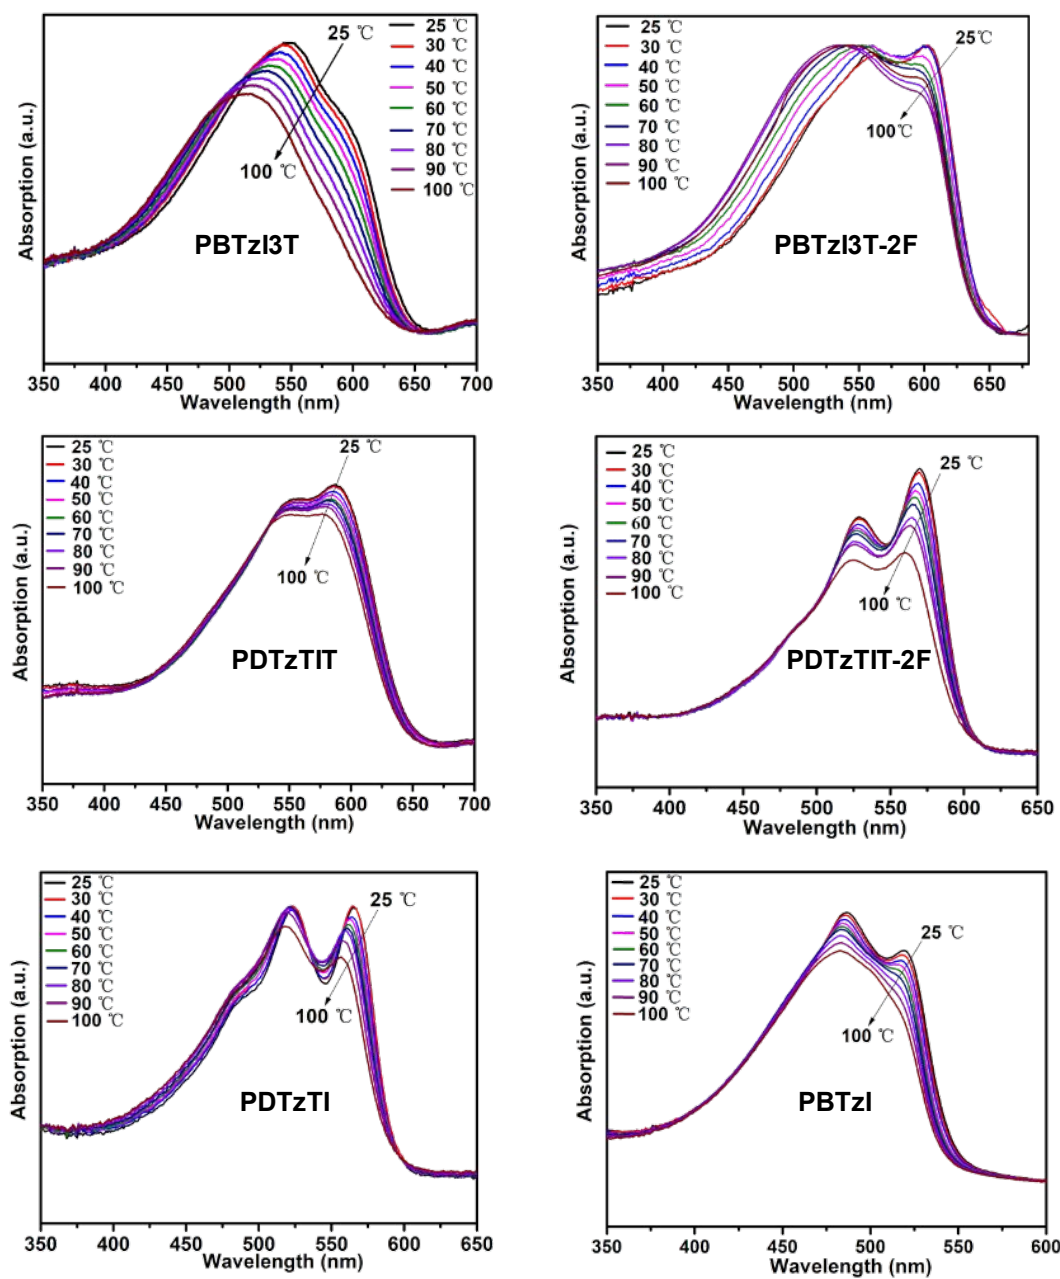 Absorption (a.u.)
25 ℃
100 ℃
25 ℃
30 ℃
40 ℃
50 ℃
60 ℃
70 ℃
80 ℃
90 ℃
100 ℃
PBTzI3T
350 400 450 500 550 600 650 700
Wavelength (nm)
Absorption (a.u.)
25 ℃
30 ℃
40 ℃
50 ℃
60 ℃
70 ℃
80 ℃
90 ℃
100 ℃
25℃
100℃
PBTzI3T-2F
350 400 450 500 550 600 650
Wavelength (nm)
Absorption (a.u.)
25 ℃
30 ℃
40 ℃
50 ℃
60 ℃
70 ℃
80 ℃
90 ℃
100 ℃
25 ℃
100 ℃
PDTzTIT
350 400 450 500 550 600 650 700
Wavelength (nm)
Absorption (a.u.)
25 ℃
30 ℃
40 ℃
50 ℃
60 ℃
70 ℃
80 ℃
90 ℃
100 ℃
25 ℃
100 ℃
PDTzTIT-2F
350 400 450 500 550 600 650
Wavelength (nm)
Absorption (a.u.)
25 ℃
30 ℃
40 ℃
50 ℃
60 ℃
70 ℃
80 ℃
90 ℃
100 ℃
25 ℃
100 ℃
PDTzTI
350 400 450 500 550 600 650
Wavelength (nm)
Absorption (a.u.)
25 ℃
30 ℃
40 ℃
50 ℃
60 ℃
70 ℃
80 ℃
90 ℃
100 ℃
25 ℃
100 ℃
PBTzI
350 400 450 500 550 600
Wavelength (nm)